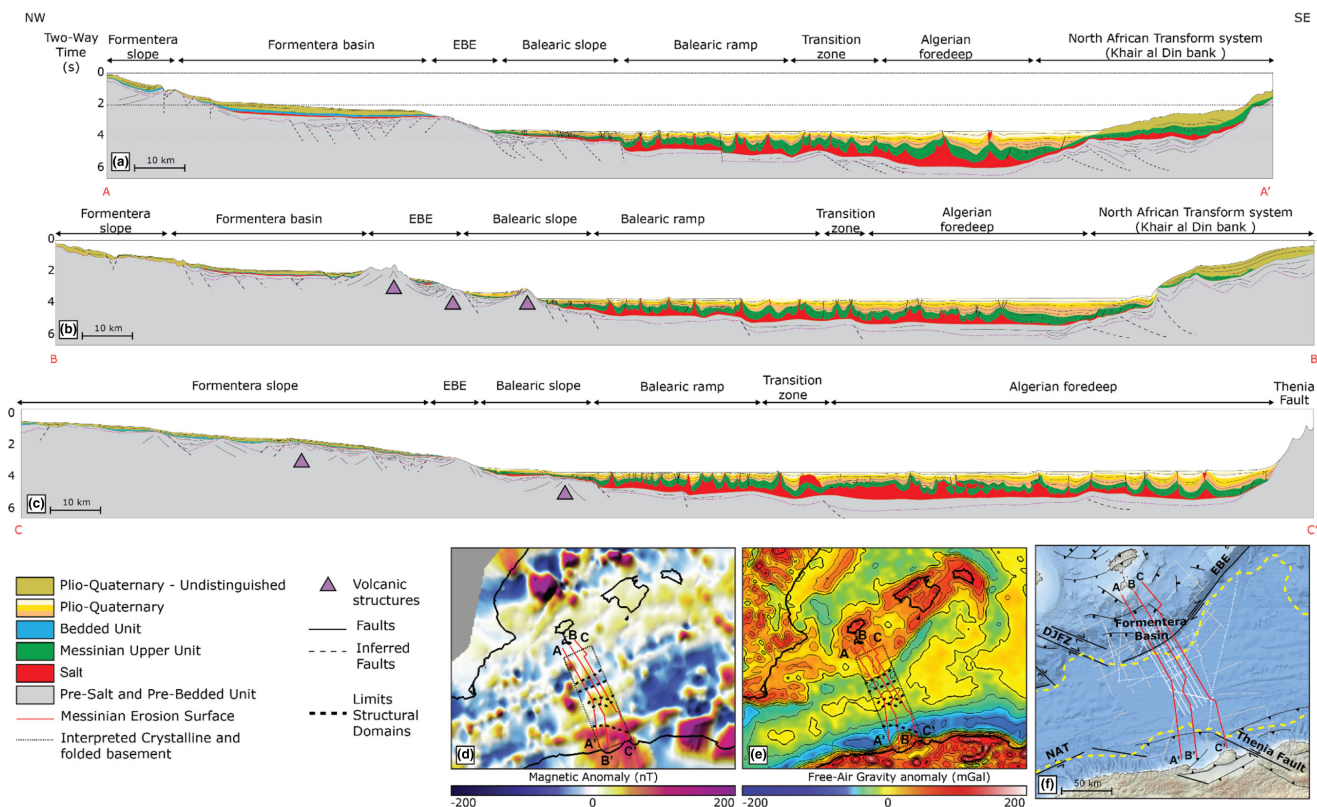 NW
SE
Two-Way
Time
(s)
Formentera
slope
Formentera basin
EBE
Balearic slope
Balearic ramp
Transition
zone
Algerian
foredeep
North African Transform system
(Khair al Din bank )
0
2
4
6
(a)
10 km
A
A'
Formentera
slope
Formentera basin
EBE
Balearic slope
Balearic ramp
Transition
zone
Algerian
foredeep
North African Transform system
(Khair al Din bank )
0
2
4
6
(b)
10 km
B
B'
Formentera slope
EBE
Balearic slope
Balearic ramp
Transition
zone
Algerian foredeep
Thenia
Fault
0
2
4
6
(c)
10 km
C
C'
Plio-Quaternary - Undistinguished
Plio-Quaternary
Bedded Unit
Messinian Upper Unit
Salt
Pre-Salt and Pre-Bedded Unit
Messinian Erosion Surface
Interpreted Crystalline and
folded basement
Volcanic
structures
Faults
Inferred
Faults
Limits
Structural
Domains
A
B
C
A'
B'
C'
(d)
Magnetic Anomaly (nT)
-200
0
200
A
B
C
A'
B'
C'
(e)
Free-Air Gravity anomaly (mGal)
-200
0
200
A
B
C
EBE
Formentera
Basin
DJFZ
NAT
Thenia Fault
A'
B'
C'
50 km
(f)